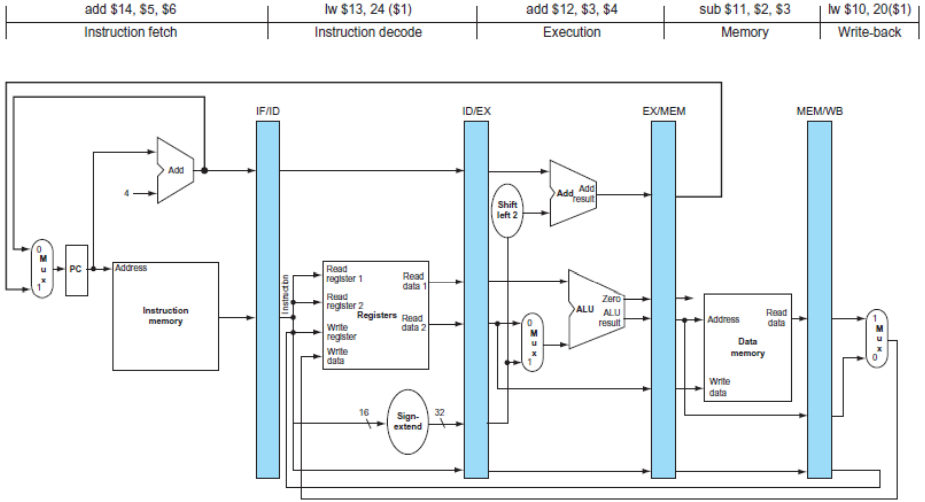 add $14, $5, $6
lw $13, 24 ($1)
add $12, $3, $4
sub $11, $2, $3
lw $10, 20($1)
Instruction fetch
Instruction decode
Execution
Memory
Write-back
IF/ID
ID/EX
EX/MEM
MEM/WB
Add
4
Shift
left 2
Add
Add
result
0
M
u
x
1
PC
Address
Instruction
memory
Instruction
Read
register 1
Read
register 2
Write
register
Write
data
Registers
Read
data 1
Read
data 2
16
Sign-
extend
32
0
M
u
x
1
ALU
Zero
ALU
result
Address
Read
data
Data
memory
Write
data
1
M
u
x
0